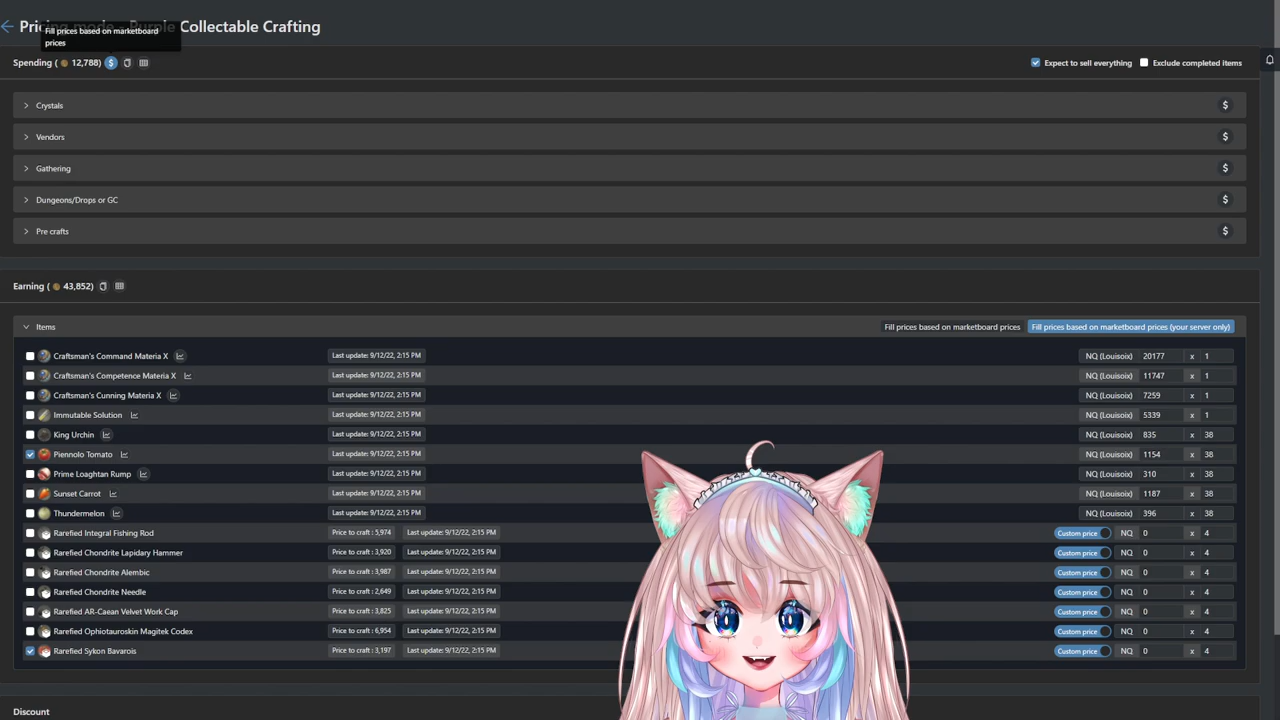 Pricing mode - Purple Collectable Crafting
Fill prices based on marketboard
prices
Spending ( 12,788) $
Expect to sell everything
Exclude completed items
Crystals $
Vendors $
Gathering $
Dungeons/Drops or GC $
Pre crafts $
Earning ( 43,852)
Items
Fill prices based on marketboard prices
Fill prices based on marketboard prices (your server only)
Craftsman's Command Materia X Last update: 9/12/22, 2:15 PM NQ (Louisoix) 20177 x 1
Craftsman's Competence Materia X Last update: 9/12/22, 2:15 PM NQ (Louisoix) 11747 x 1
Craftsman's Cunning Materia X Last update: 9/12/22, 2:15 PM NQ (Louisoix) 7259 x 1
Immutable Solution Last update: 9/12/22, 2:15 PM NQ (Louisoix) 5339 x 1
King Urchin Last update: 9/12/22, 2:15 PM NQ (Louisoix) 835 x 38
Piennolo Tomato Last update: 9/12/22, 2:15 PM NQ (Louisoix) 1154 x 38
Prime Loaghtan Rump Last update: 9/12/22, 2:15 PM NQ (Louisoix) 310 x 38
Sunset Carrot Last update: 9/12/22, 2:15 PM NQ (Louisoix) 1187 x 38
Thundermelon Last update: 9/12/22, 2:15 PM NQ (Louisoix) 396 x 38
Rarefied Integral Fishing Rod Price to craft : 5,974 Last update: 9/12/22, 2:15 PM Custom price NQ 0 x 4
Rarefied Chondrite Lapidary Hammer Price to craft : 3,920 Last update: 9/12/22, 2:15 PM Custom price NQ 0 x 4
Rarefied Chondrite Alembic Price to craft : 3,987 Last update: 9/12/22, 2:15 PM Custom price NQ 0 x 4
Rarefied Chondrite Needle Price to craft : 2,649 Last update: 9/12/22, 2:15 PM Custom price NQ 0 x 4
Rarefied AR-Caean Velvet Work Cap Price to craft : 3,825 Last update: 9/12/22, 2:15 PM Custom price NQ 0 x 4
Rarefied Ophiotauroskin Magitek Codex Price to craft : 6,954 Last update: 9/12/22, 2:15 PM Custom price NQ 0 x 4
Rarefied Sykon Bavarois Price to craft : 3,197 Last update: 9/12/22, 2:15 PM Custom price NQ 0 x 4
Discount